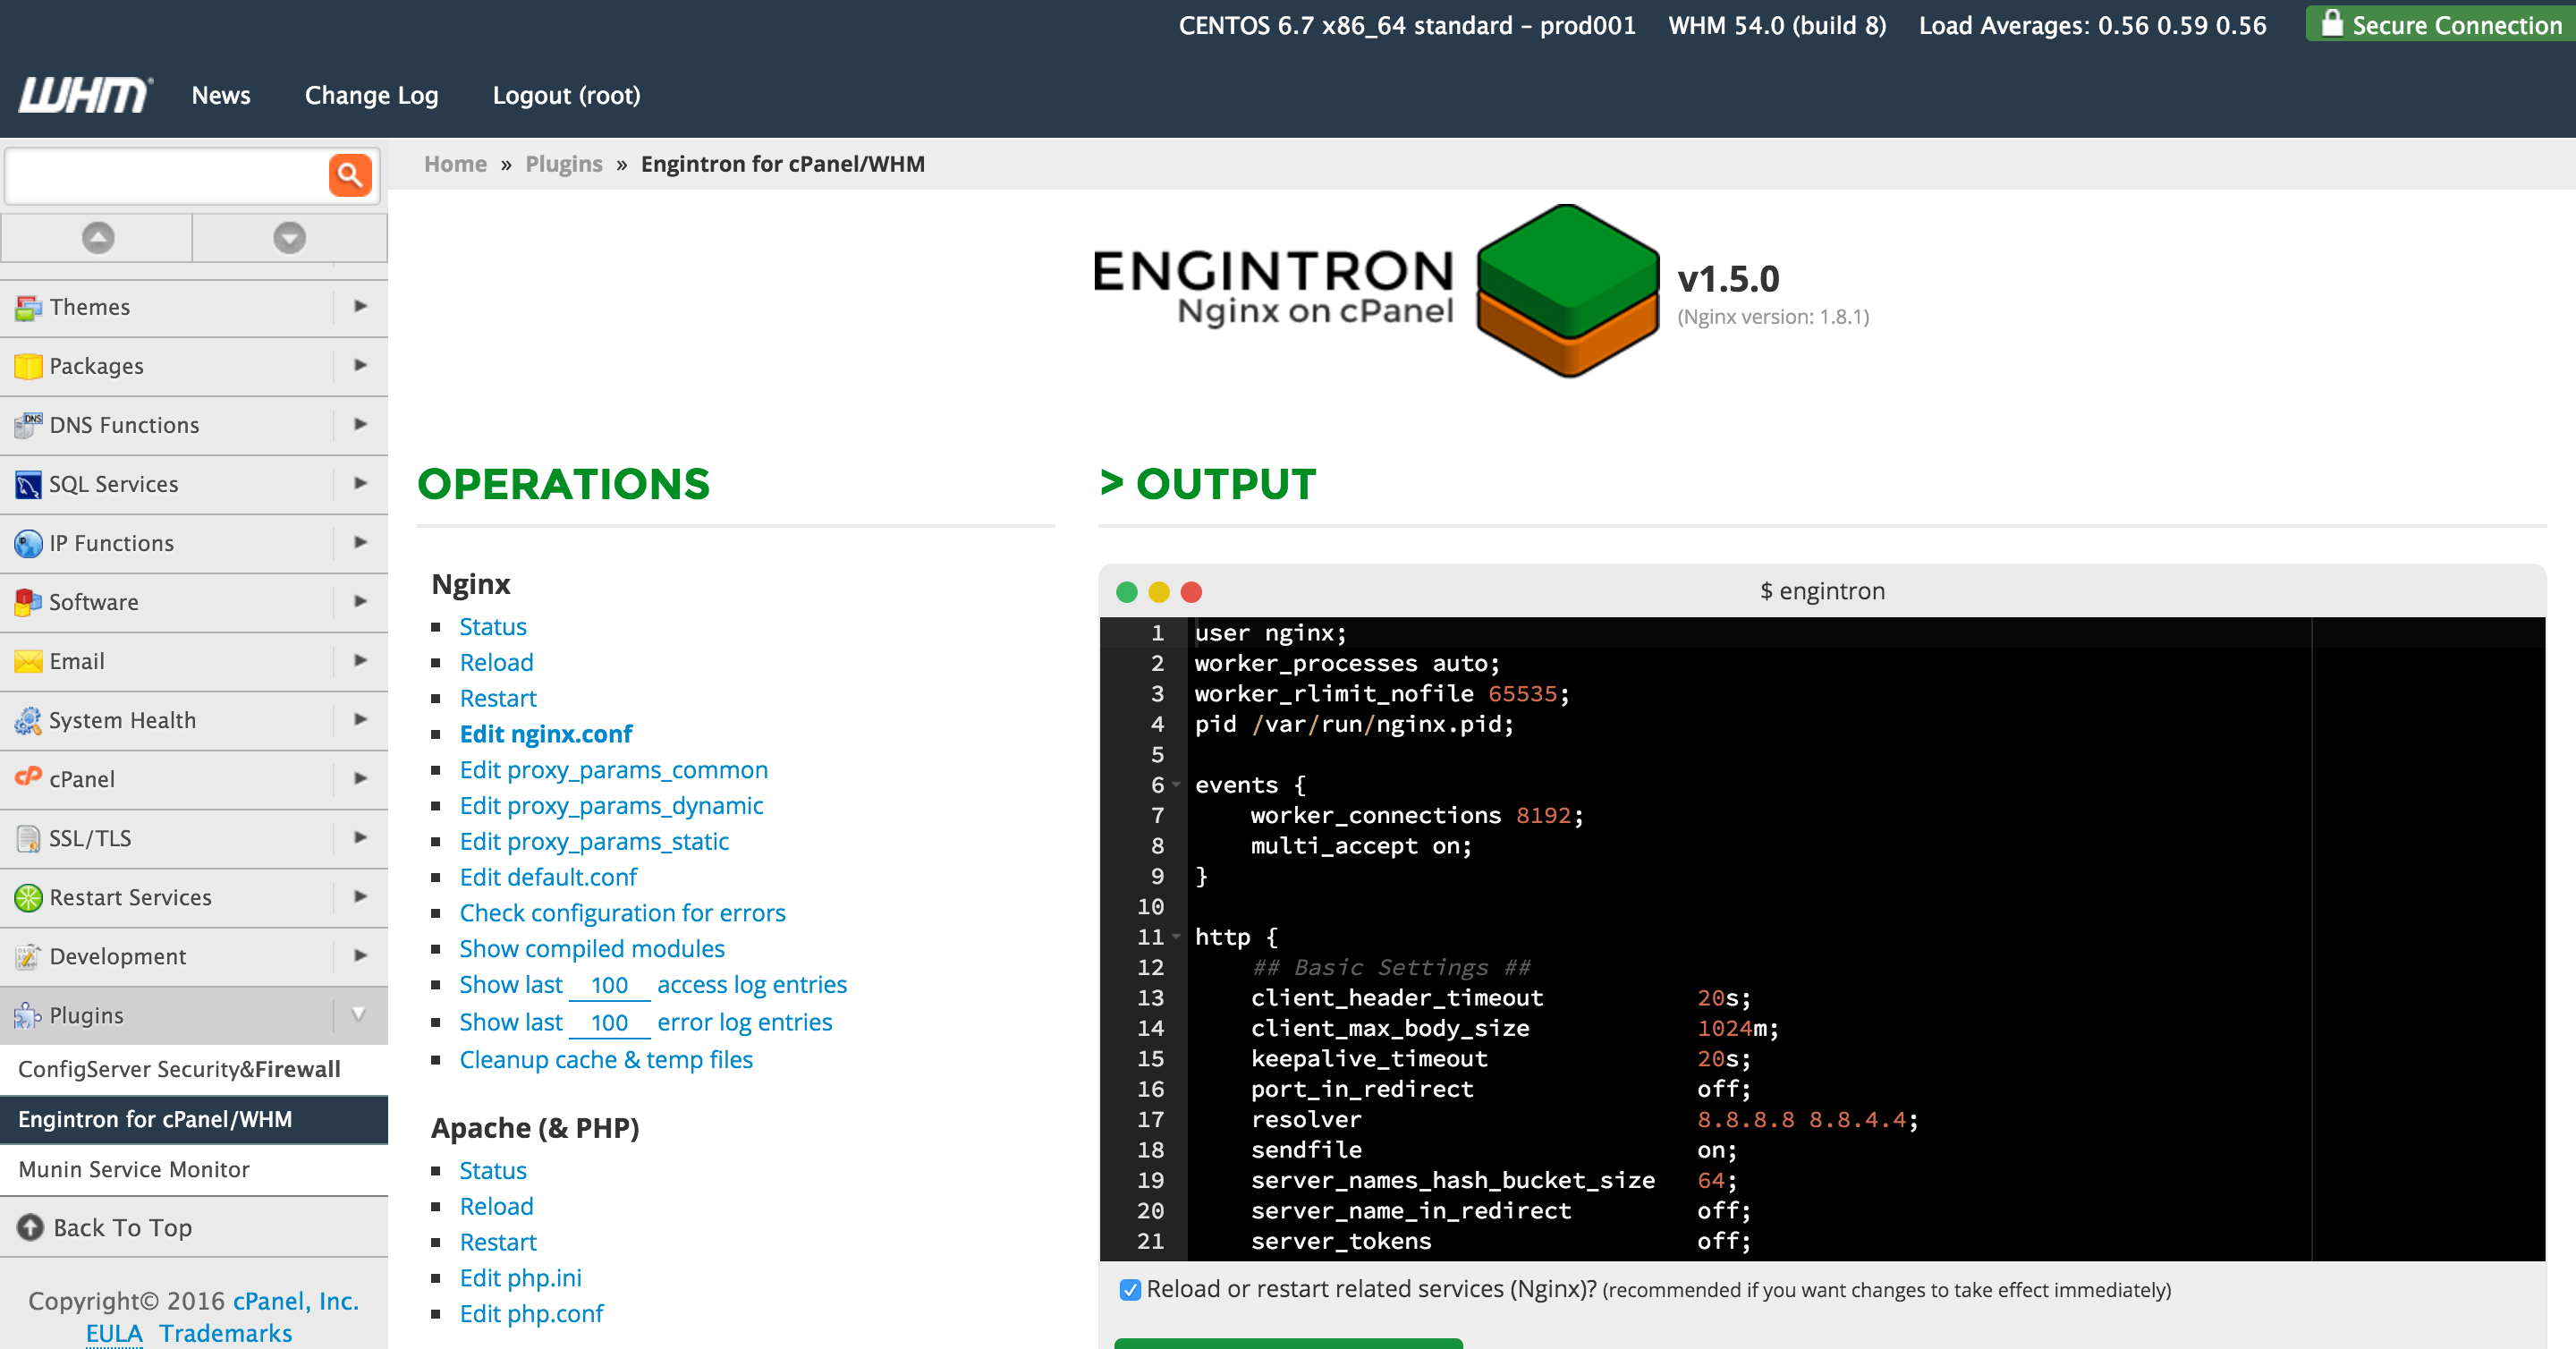 CENTOS 6.7 x86_64 standard – prod001 WHM 54.0 (build 8) Load Averages: 0.56 0.59 0.56 Secure Connection
WHM News Change Log Logout (root)
Home » Plugins » Engintron for cPanel/WHM
ENGINTRON
Nginx on cPanel
v1.5.0
(Nginx version: 1.8.1)
Themes
Packages
DNS Functions
SQL Services
IP Functions
Software
Email
System Health
cPanel
SSL/TLS
Restart Services
Development
Plugins
ConfigServer Security&Firewall
Engintron for cPanel/WHM
Munin Service Monitor
Back To Top
Copyright© 2016 cPanel, Inc.
EULA Trademarks
OPERATIONS
Nginx
Status
Reload
Restart
Edit nginx.conf
Edit proxy_params_common
Edit proxy_params_dynamic
Edit proxy_params_static
Edit default.conf
Check configuration for errors
Show compiled modules
Show last 100 access log entries
Show last 100 error log entries
Cleanup cache & temp files
Apache (& PHP)
Status
Reload
Restart
Edit php.ini
Edit php.conf
> OUTPUT
$ engintron
1 user nginx;
2 worker_processes auto;
3 worker_rlimit_nofile 65535;
4 pid /var/run/nginx.pid;
5
6 events {
7 worker_connections 8192;
8 multi_accept on;
9 }
10
11 http {
12 ## Basic Settings ##
13 client_header_timeout 20s;
14 client_max_body_size 1024m;
15 keepalive_timeout 20s;
16 port_in_redirect off;
17 resolver 8.8.8.8 8.8.4.4;
18 sendfile on;
19 server_names_hash_bucket_size 64;
20 server_name_in_redirect off;
21 server_tokens off;
Reload or restart related services (Nginx)? (recommended if you want changes to take effect immediately)